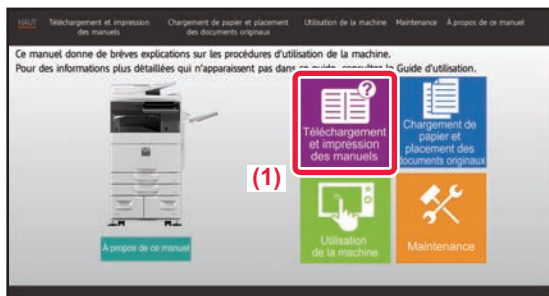 HAUT
Téléchargement et impression
des manuels
Chargement de papier et placement
des documents originaux
Utilisation de la machine
Maintenance
À propos de ce manuel
Ce manuel donne de brèves explications sur les procédures d'utilisation de la machine.
Pour des informations plus détaillées qui n'apparaissent pas dans ce guide, consultez le Guide d'utilisation.
Téléchargement
et impression
des manuels
Chargement de
papier et
placement des
documents originaux
(1)
Utilisation
de la machine
Maintenance
À propos de ce
manuel